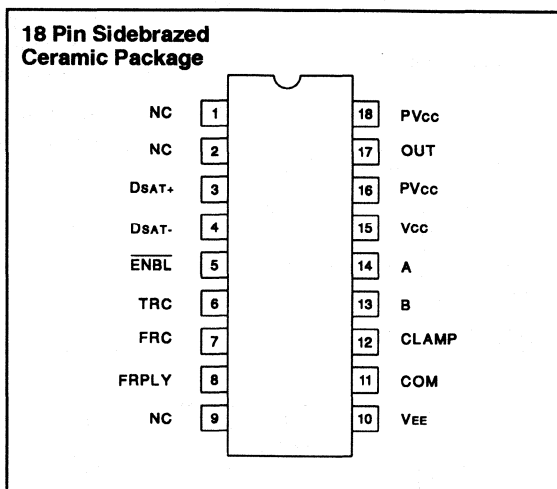 18 Pin Sidebrazed
Ceramic Package
NC 1 18 PVCC
NC 2 17 OUT
DSAT+ 3 16 PVCC
DSAT- 4 15 VCC
ENBL 5 14 A
TRC 6 13 B
FRC 7 12 CLAMP
FRPLY 8 11 COM
NC 9 10 VEE